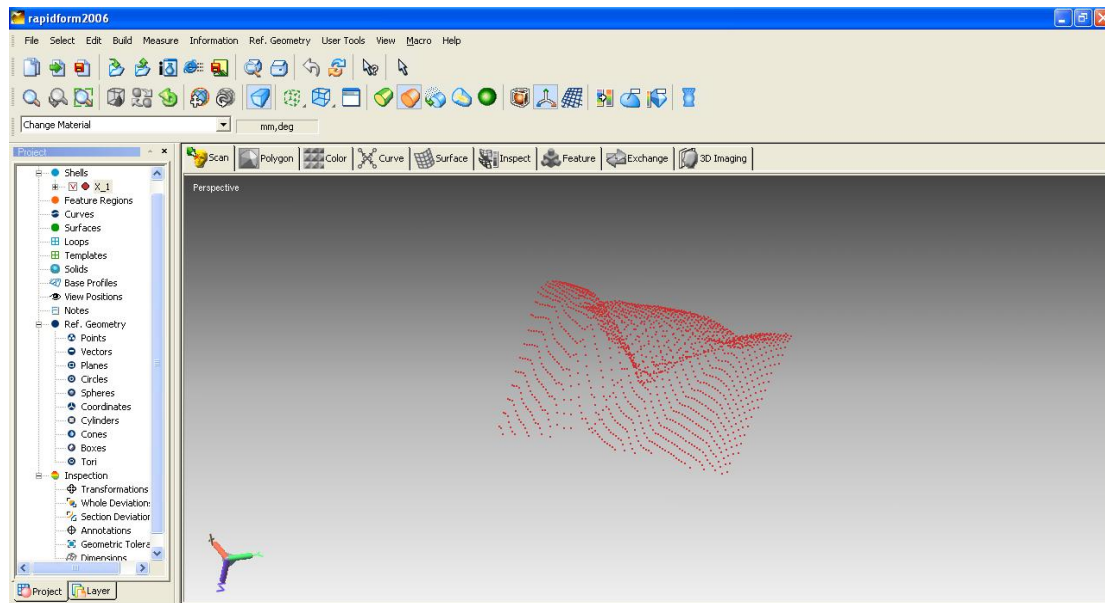 rapidform2006
File Select Edit Build Measure Information Ref. Geometry User Tools View Macro Help
Change Material
mm,deg
Project
Scan Polygon Color Curve Surface Inspect Feature Exchange 3D Imaging
Perspective
Shells
X_1
Feature Regions
Curves
Surfaces
Loops
Templates
Solids
Base Profiles
View Positions
Notes
Ref. Geometry
Points
Vectors
Planes
Circles
Spheres
Coordinates
Cylinders
Cones
Boxes
Tori
Inspection
Transformations
Whole Deviation
Section Deviation
Annotations
Geometric Tolera
Dimensions
Project Layer